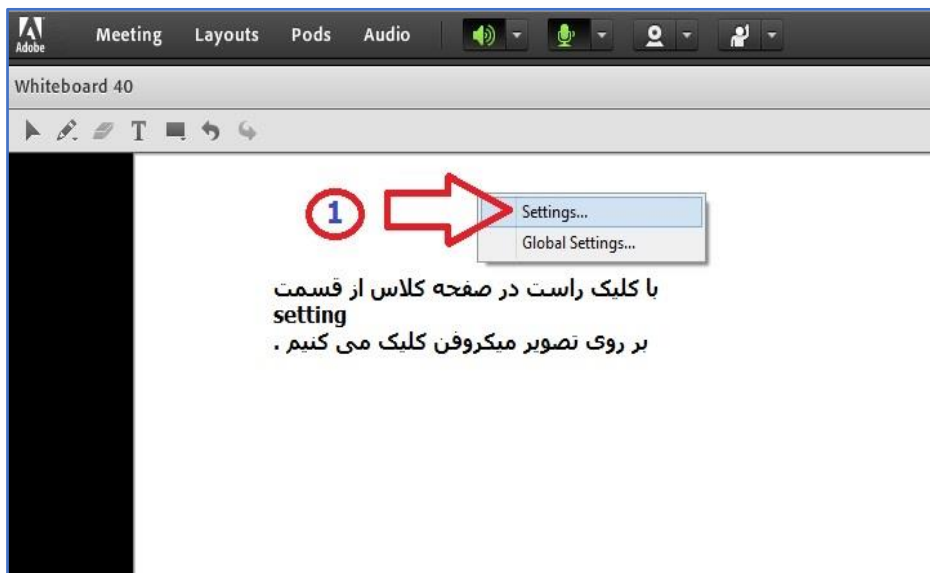 Adobe
Meeting Layouts Pods Audio
Whiteboard 40
T
1
Settings...
Global Settings...
با کلیک راست در صفحه کلاس از قسمت
setting
بر روی تصویر میکروفن کلیک می کنیم .